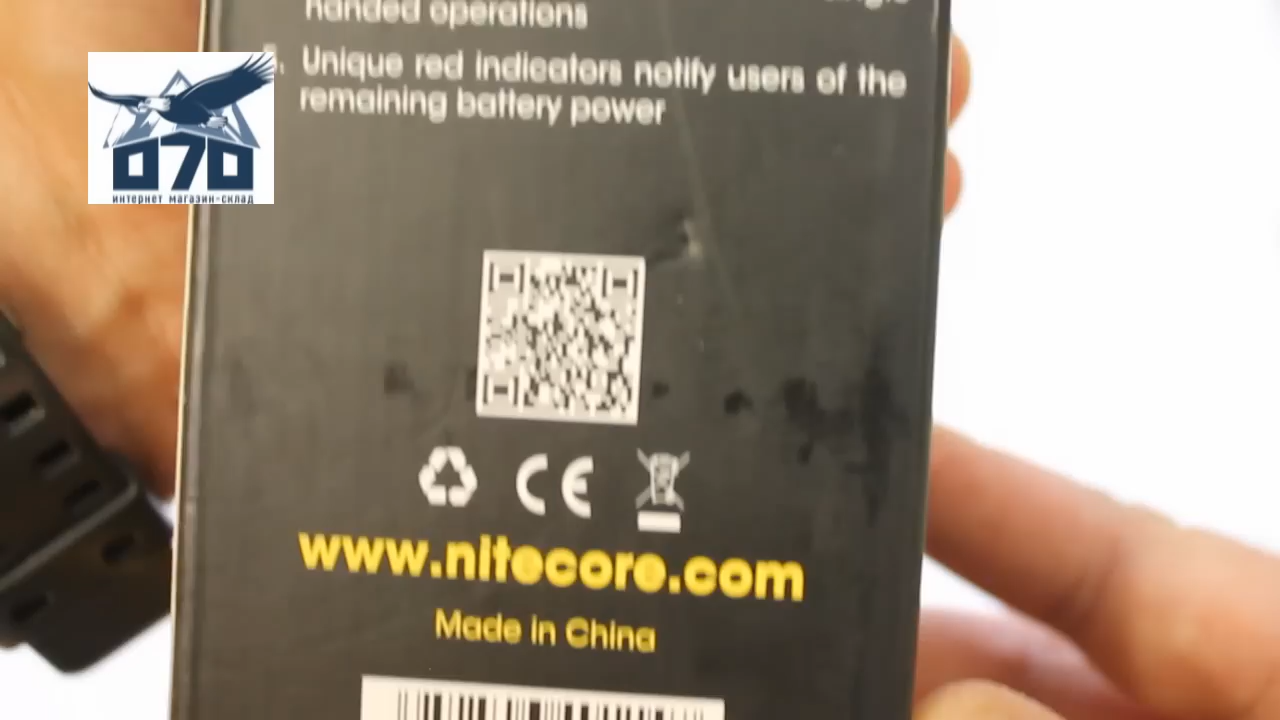 handed operations
Unique red indicators notify users of the
remaining battery power
070
интернет магазин-склад
CE
www.nitecore.com
Made in China